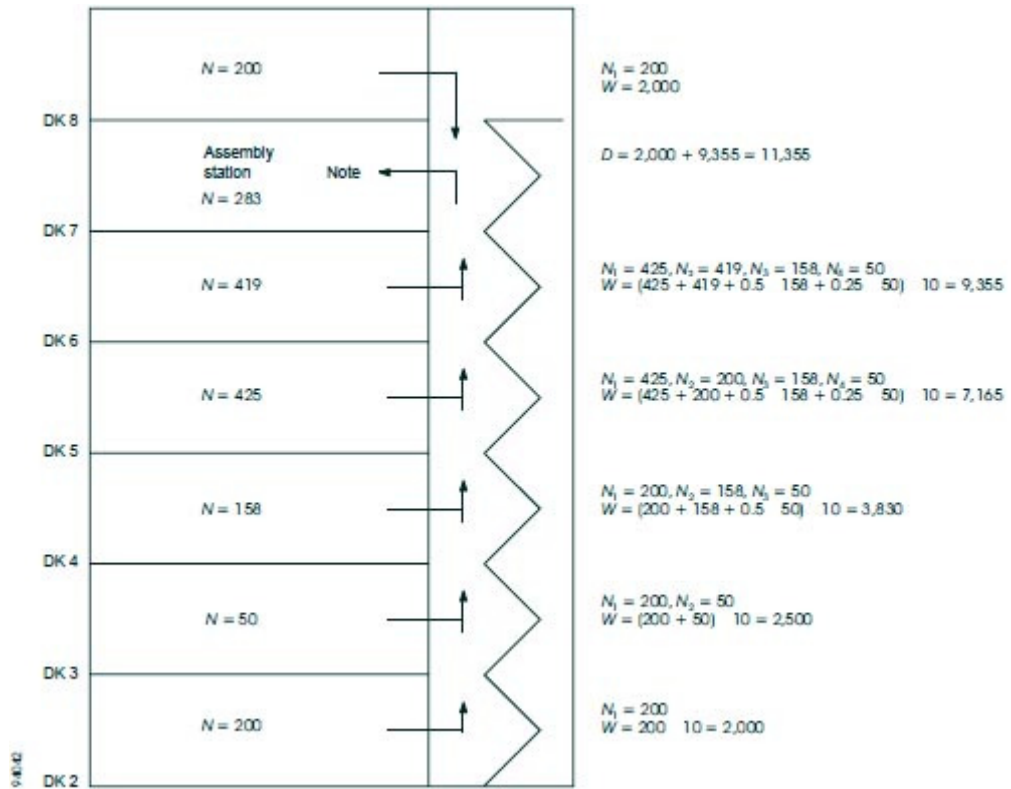 N = 200
N₁ = 200
W = 2,000
DK 8
Assembly
station
Note
N = 283
D = 2,000 + 9,355 = 11,355
DK 7
N = 419
N₁ = 425, N₂ = 419, N₃ = 158, N₄ = 50
W = (425 + 419 + 0.5 158 + 0.25 50) 10 = 9,355
DK 6
N = 425
N₁ = 425, N₂ = 200, N₃ = 158, N₄ = 50
W = (425 + 200 + 0.5 158 + 0.25 50) 10 = 7,165
DK 5
N = 158
N₁ = 200, N₂ = 158, N₃ = 50
W = (200 + 158 + 0.5 50) 10 = 3,830
DK 4
N = 50
N₁ = 200, N₂ = 50
W = (200 + 50) 10 = 2,500
DK 3
N = 200
N₁ = 200
W = 200 10 = 2,000
DK 2
94042